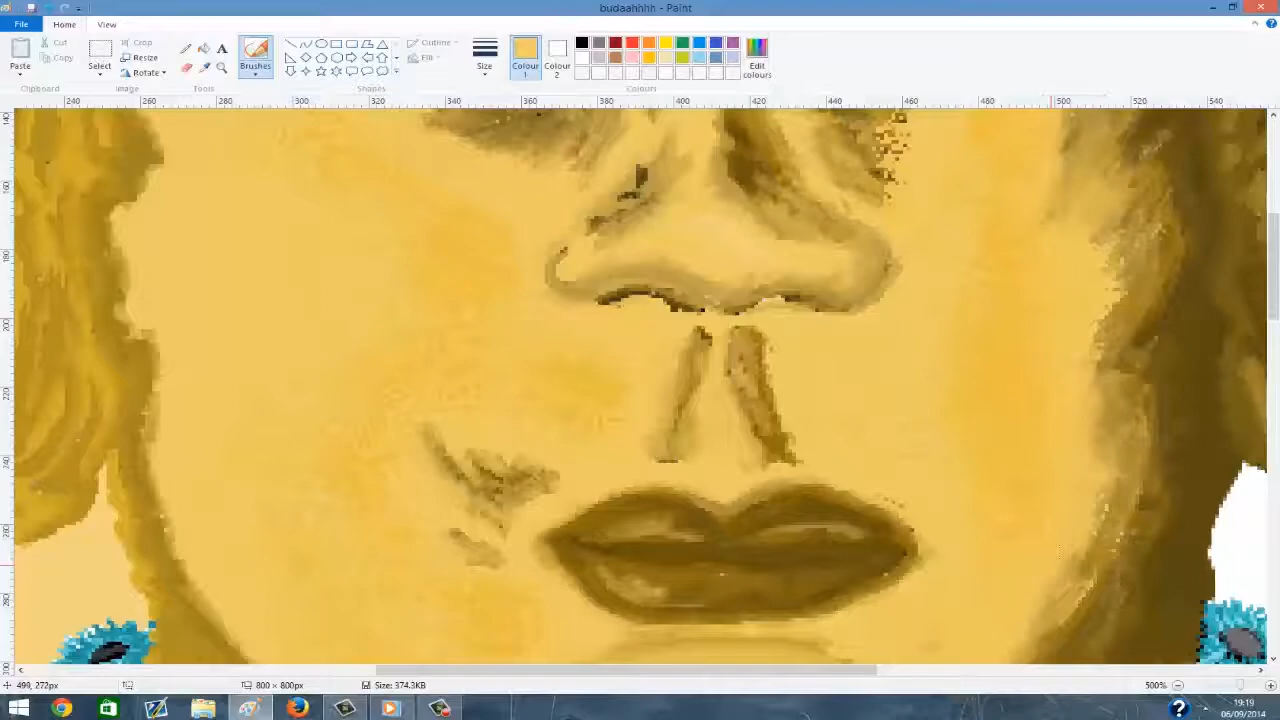 budaahhhh - Paint
File Home View
Paste Cut Copy Select Crop Resize Rotate Brushes Outline Fill Size Colour 1 Colour 2 Edit colours
Clipboard Image Tools Shapes Colours
240 260 280 300 320 340 360 380 400 420 440 460 480 500 520 540
499, 272px 800 × 800px Size: 374.3KB 500%
19:19
06/09/2014